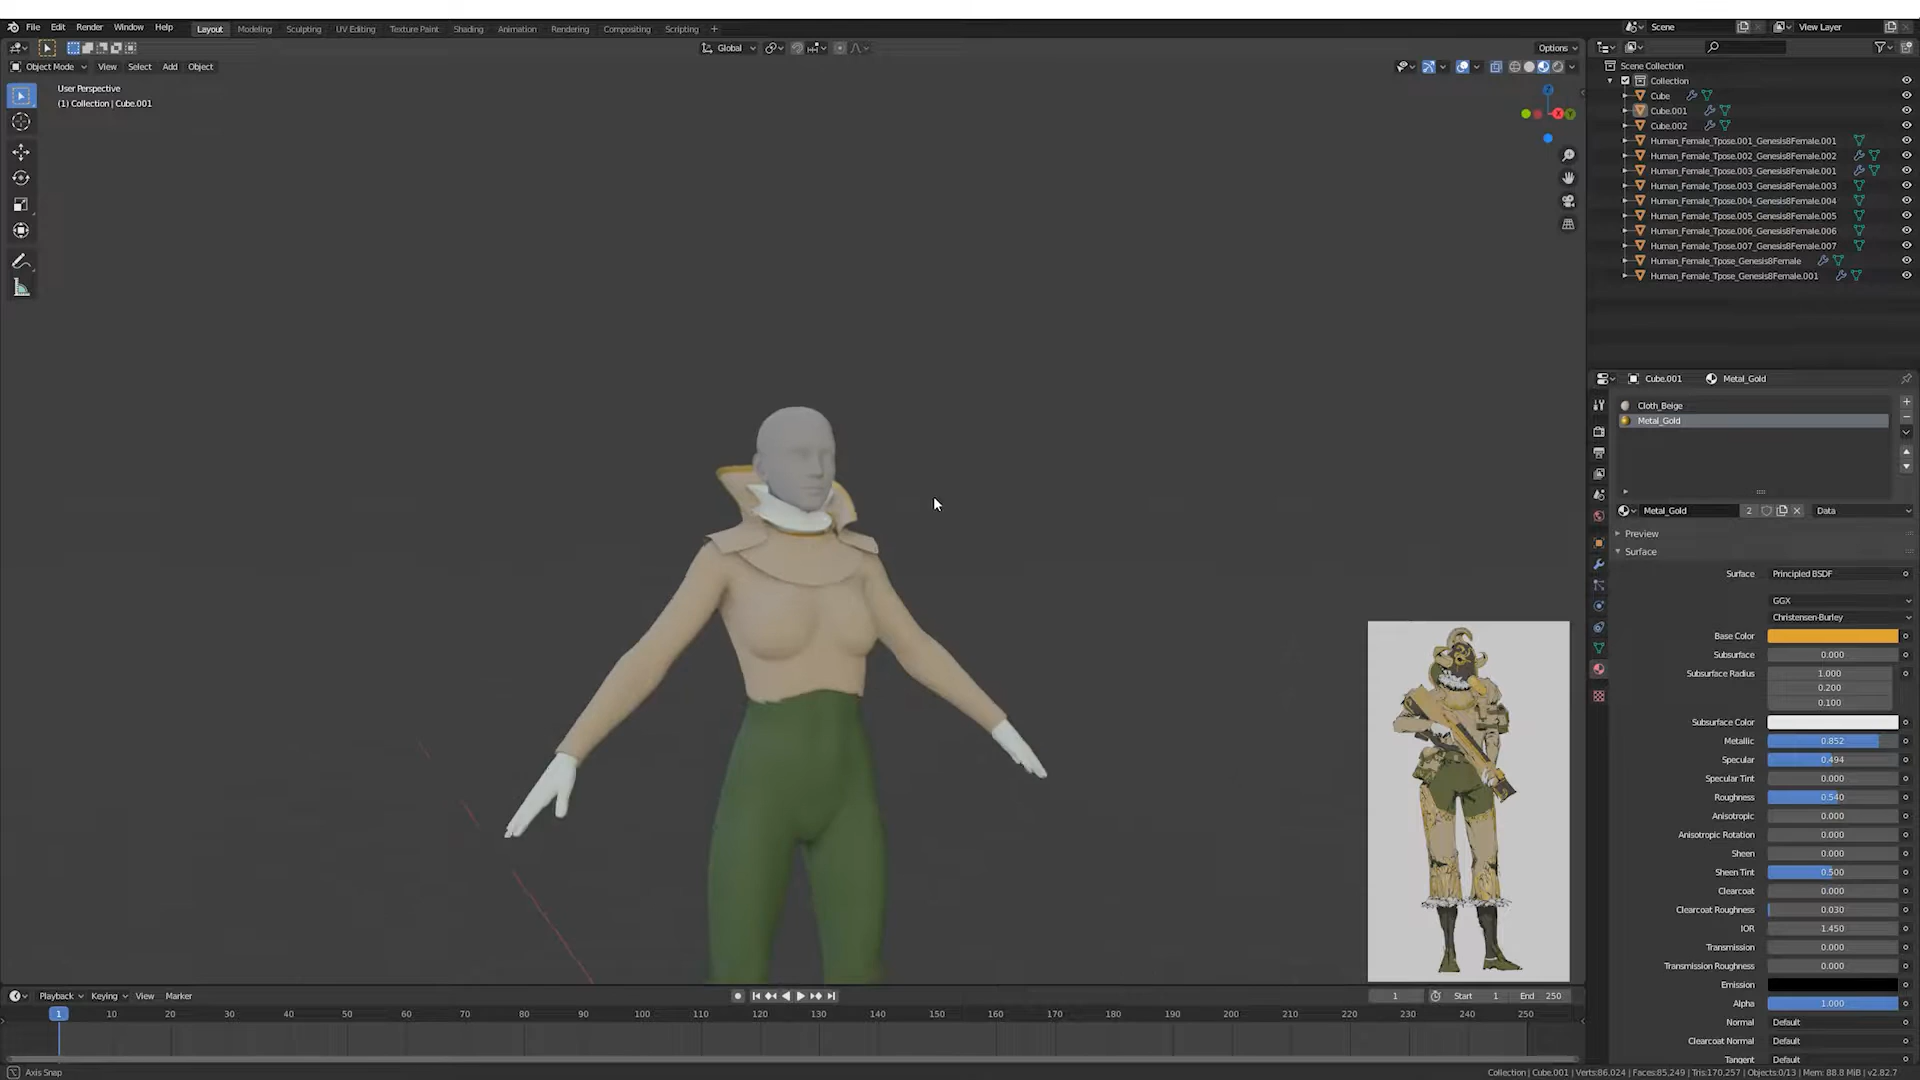 File Edit Render Window Help Layout Modeling Sculpting UV Editing Texture Paint Shading Animation Rendering Compositing Scripting + Scene View Layer
Global Options
Object Mode View Select Add Object
User Perspective
(1) Collection | Cube.001
Scene Collection
Collection
Cube
Cube.001
Cube.002
Human_Female_Tpose.001_Genesis8Female.001
Human_Female_Tpose.002_Genesis8Female.002
Human_Female_Tpose.003_Genesis8Female.001
Human_Female_Tpose.003_Genesis8Female.003
Human_Female_Tpose.004_Genesis8Female.004
Human_Female_Tpose.005_Genesis8Female.005
Human_Female_Tpose.006_Genesis8Female.006
Human_Female_Tpose.007_Genesis8Female.007
Human_Female_Tpose_Genesis8Female
Human_Female_Tpose_Genesis8Female.001
Z
X Y
Cube.001 Metal_Gold
Cloth_Beige
Metal_Gold
Metal_Gold 2 Data
Preview
Surface
Surface Principled BSDF
GGX
Christensen-Burley
Base Color
Subsurface 0.000
Subsurface Radius 1.000
0.200
0.100
Subsurface Color
Metallic 0.852
Specular 0.494
Specular Tint 0.000
Roughness 0.540
Anisotropic 0.000
Anisotropic Rotation 0.000
Sheen 0.000
Sheen Tint 0.500
Clearcoat 0.000
Clearcoat Roughness 0.030
IOR 1.450
Transmission 0.000
Transmission Roughness 0.000
Emission
Alpha 1.000
Normal Default
Clearcoat Normal Default
Tangent Default
Playback Keying View Marker 1 Start 1 End 250
1 10 20 30 40 50 60 70 80 90 100 110 120 130 140 150 160 170 180 190 200 210 220 230 240 250
Axis Snap
Collection | Cube.001 | Verts:86,024 | Faces:85,249 | Tris:170,257 | Objects:0/13 | Mem: 88.8 MiB | v2.82.7